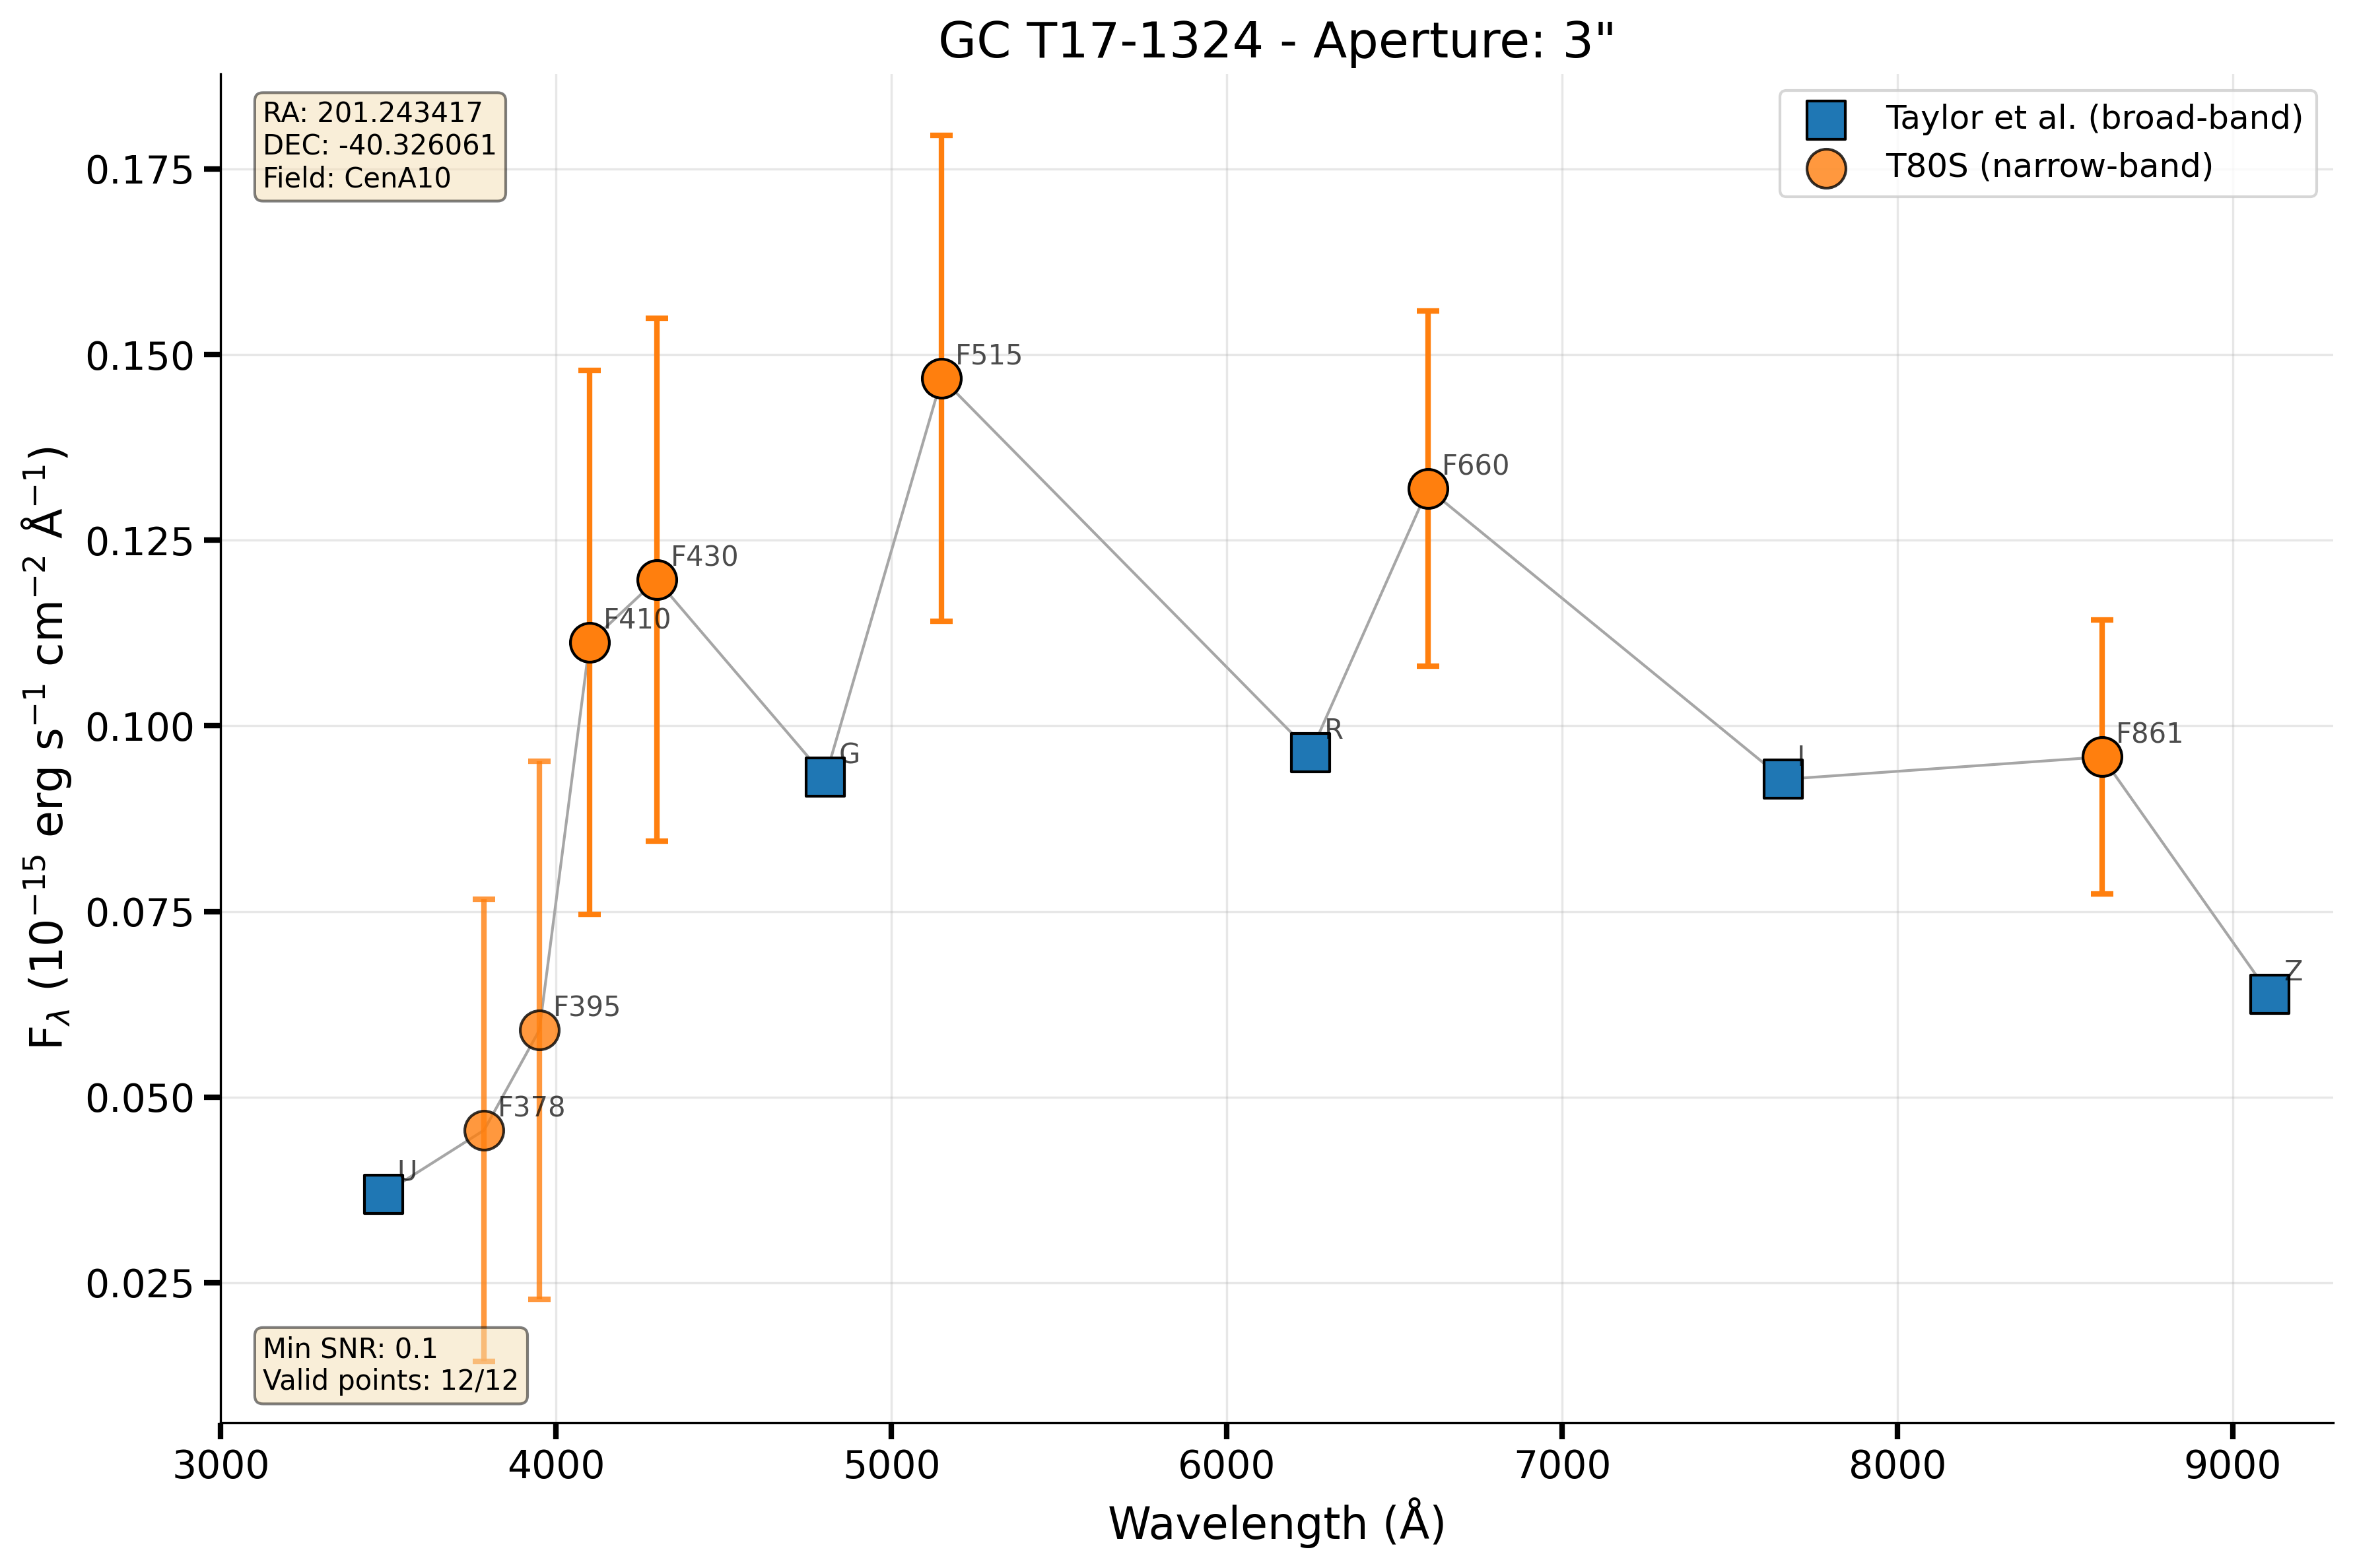 GC T17-1324 - Aperture: 3"
RA: 201.243417
DEC: -40.326061
Field: CenA10
Taylor et al. (broad-band)
T80S (narrow-band)
F$_{\lambda}$ (10$^{-15}$ erg s$^{-1}$ cm$^{-2}$ Å$^{-1}$)
0.175
0.150
0.125
0.100
0.075
0.050
0.025
U
F378
F395
F410
F430
G
F515
R
F660
I
F861
Z
Min SNR: 0.1
Valid points: 12/12
3000 4000 5000 6000 7000 8000 9000
Wavelength (Å)